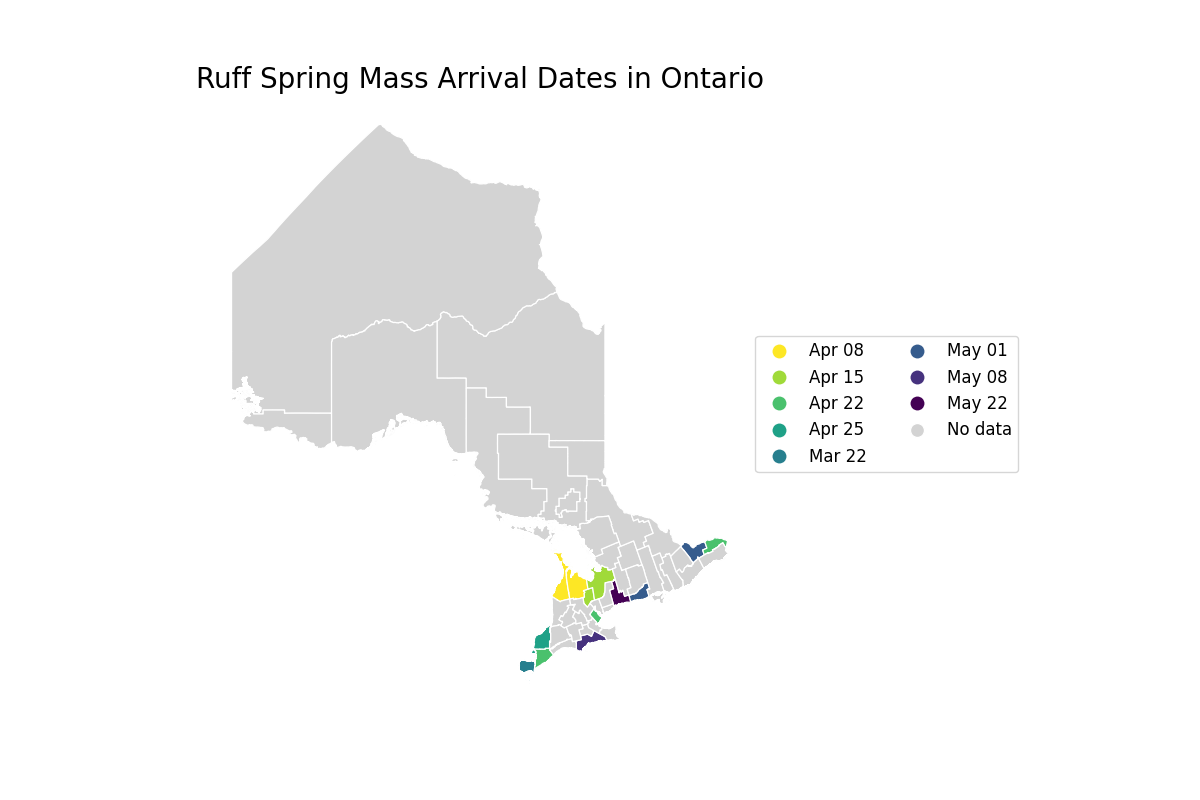 Ruff Spring Mass Arrival Dates in Ontario
Apr 08
Apr 15
Apr 22
Apr 25
Mar 22
May 01
May 08
May 22
No data